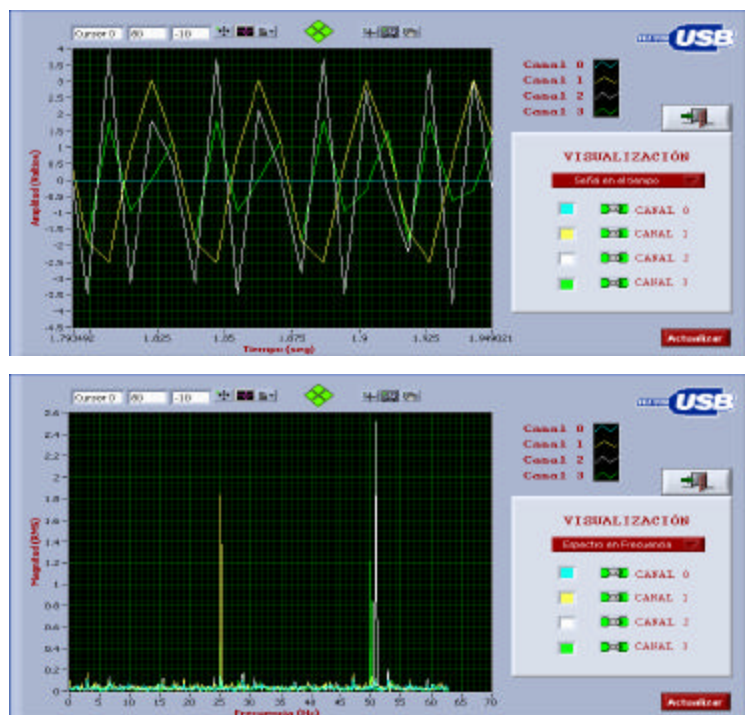 Cursor 0 80 -10
USB
Canal 0
Canal 1
Canal 2
Canal 3
VISUALIZACIÓN
Señal en el tiempo
CANAL 0
CANAL 1
CANAL 2
CANAL 3
Actualizar
Amplitud (Voltios)
4
3.5
3
2.5
2
1.5
1
0.5
0
-0.5
-1
-1.5
-2
-2.5
-3
-3.5
-4
-4.5
1.793492 1.825 1.85 1.875 1.9 1.925 1.949021
Tiempo (seg)
Cursor 0 80 -10
USB
Canal 0
Canal 1
Canal 2
Canal 3
VISUALIZACIÓN
Espectro en Frecuencia
CANAL 0
CANAL 1
CANAL 2
CANAL 3
Actualizar
Magnitud (RMS)
2.6
2.4
2.2
2
1.8
1.6
1.4
1.2
1
0.8
0.6
0.4
0.2
0
0 5 10 15 20 25 30 35 40 45 50 55 60 65 70
Frecuencia (Hz)